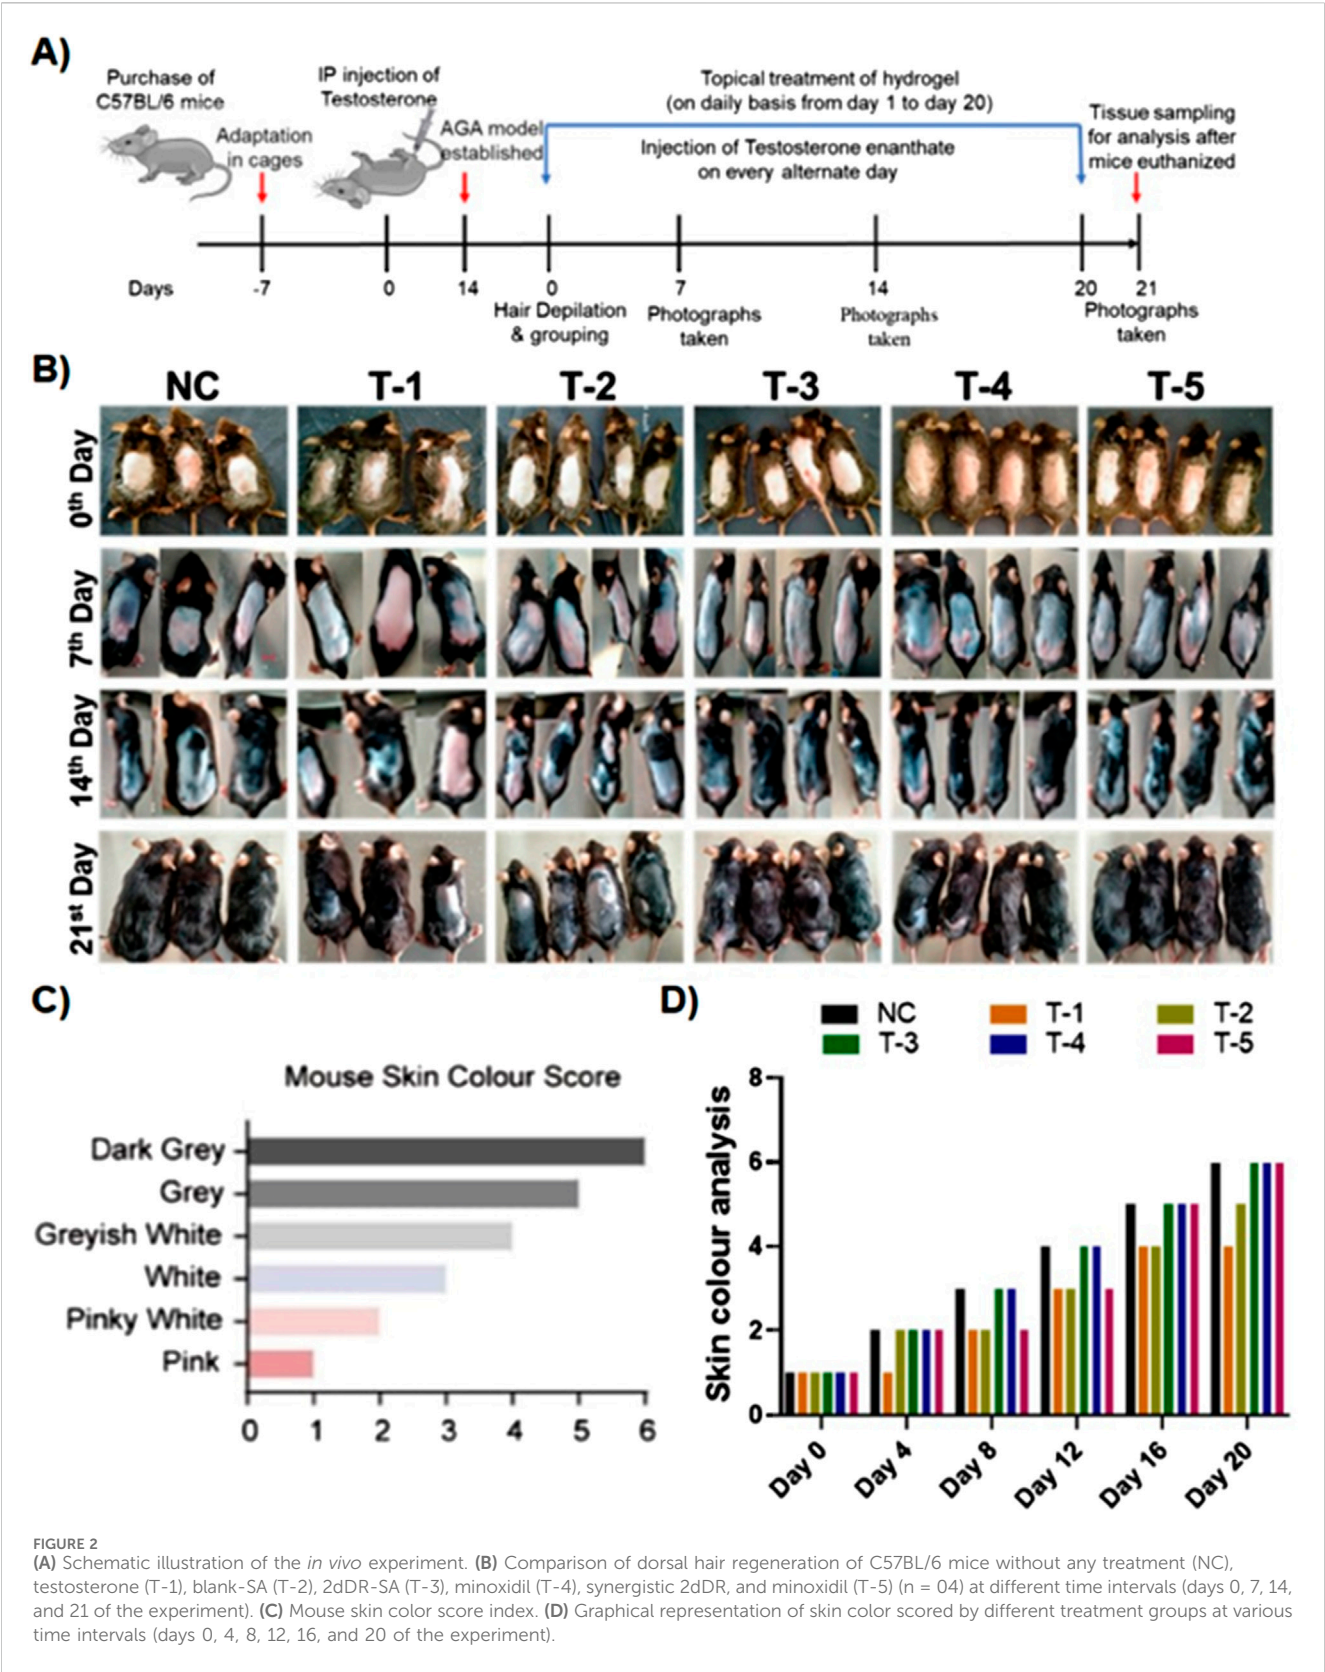 A)
Purchase of
C57BL/6 mice
Adaptation
in cages
IP injection of
Testosterone
AGA model
established
Topical treatment of hydrogel
(on daily basis from day 1 to day 20)
Injection of Testosterone enanthate
on every alternate day
Tissue sampling
for analysis after
mice euthanized
Days -7 0 14 0 7 14 20 21
Hair Depilation
& grouping
Photographs
taken
Photographs
taken
Photographs
taken
B)
NC T-1 T-2 T-3 T-4 T-5
0th Day
7th Day
14th Day
21st Day
C)
Mouse Skin Colour Score
Dark Grey
Grey
Greyish White
White
Pinky White
Pink
0 1 2 3 4 5 6
D)
NC T-1 T-2
T-3 T-4 T-5
Skin colour analysis
8
6
4
2
0
Day 0 Day 4 Day 8 Day 12 Day 16 Day 20
FIGURE 2
(A) Schematic illustration of the in vivo experiment. (B) Comparison of dorsal hair regeneration of C57BL/6 mice without any treatment (NC),
testosterone (T-1), blank-SA (T-2), 2dDR-SA (T-3), minoxidil (T-4), synergistic 2dDR, and minoxidil (T-5) (n = 04) at different time intervals (days 0, 7, 14,
and 21 of the experiment). (C) Mouse skin color score index. (D) Graphical representation of skin color scored by different treatment groups at various
time intervals (days 0, 4, 8, 12, 16, and 20 of the experiment).